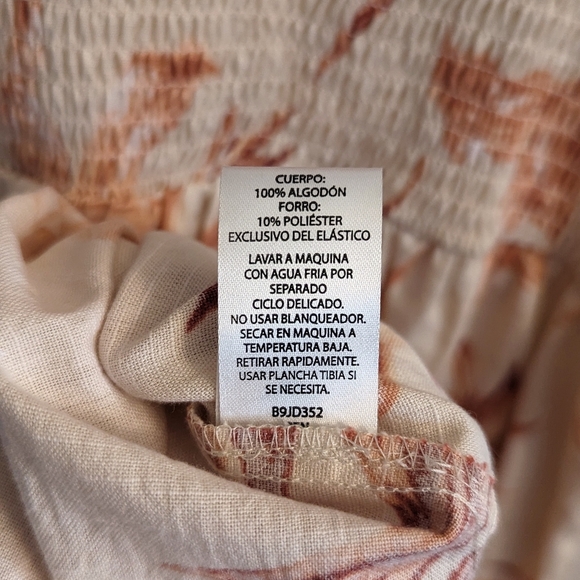 CUERPO:
100% ALGODÓN
FORRO:
10% POLIÉSTER
EXCLUSIVO DEL ELÁSTICO
LAVAR A MAQUINA
CON AGUA FRIA POR
SEPARADO
CICLO DELICADO.
NO USAR BLANQUEADOR.
SECAR EN MAQUINA A
TEMPERATURA BAJA.
RETIRAR RAPIDAMENTE.
USAR PLANCHA TIBIA SI
SE NECESITA.
B9JD352